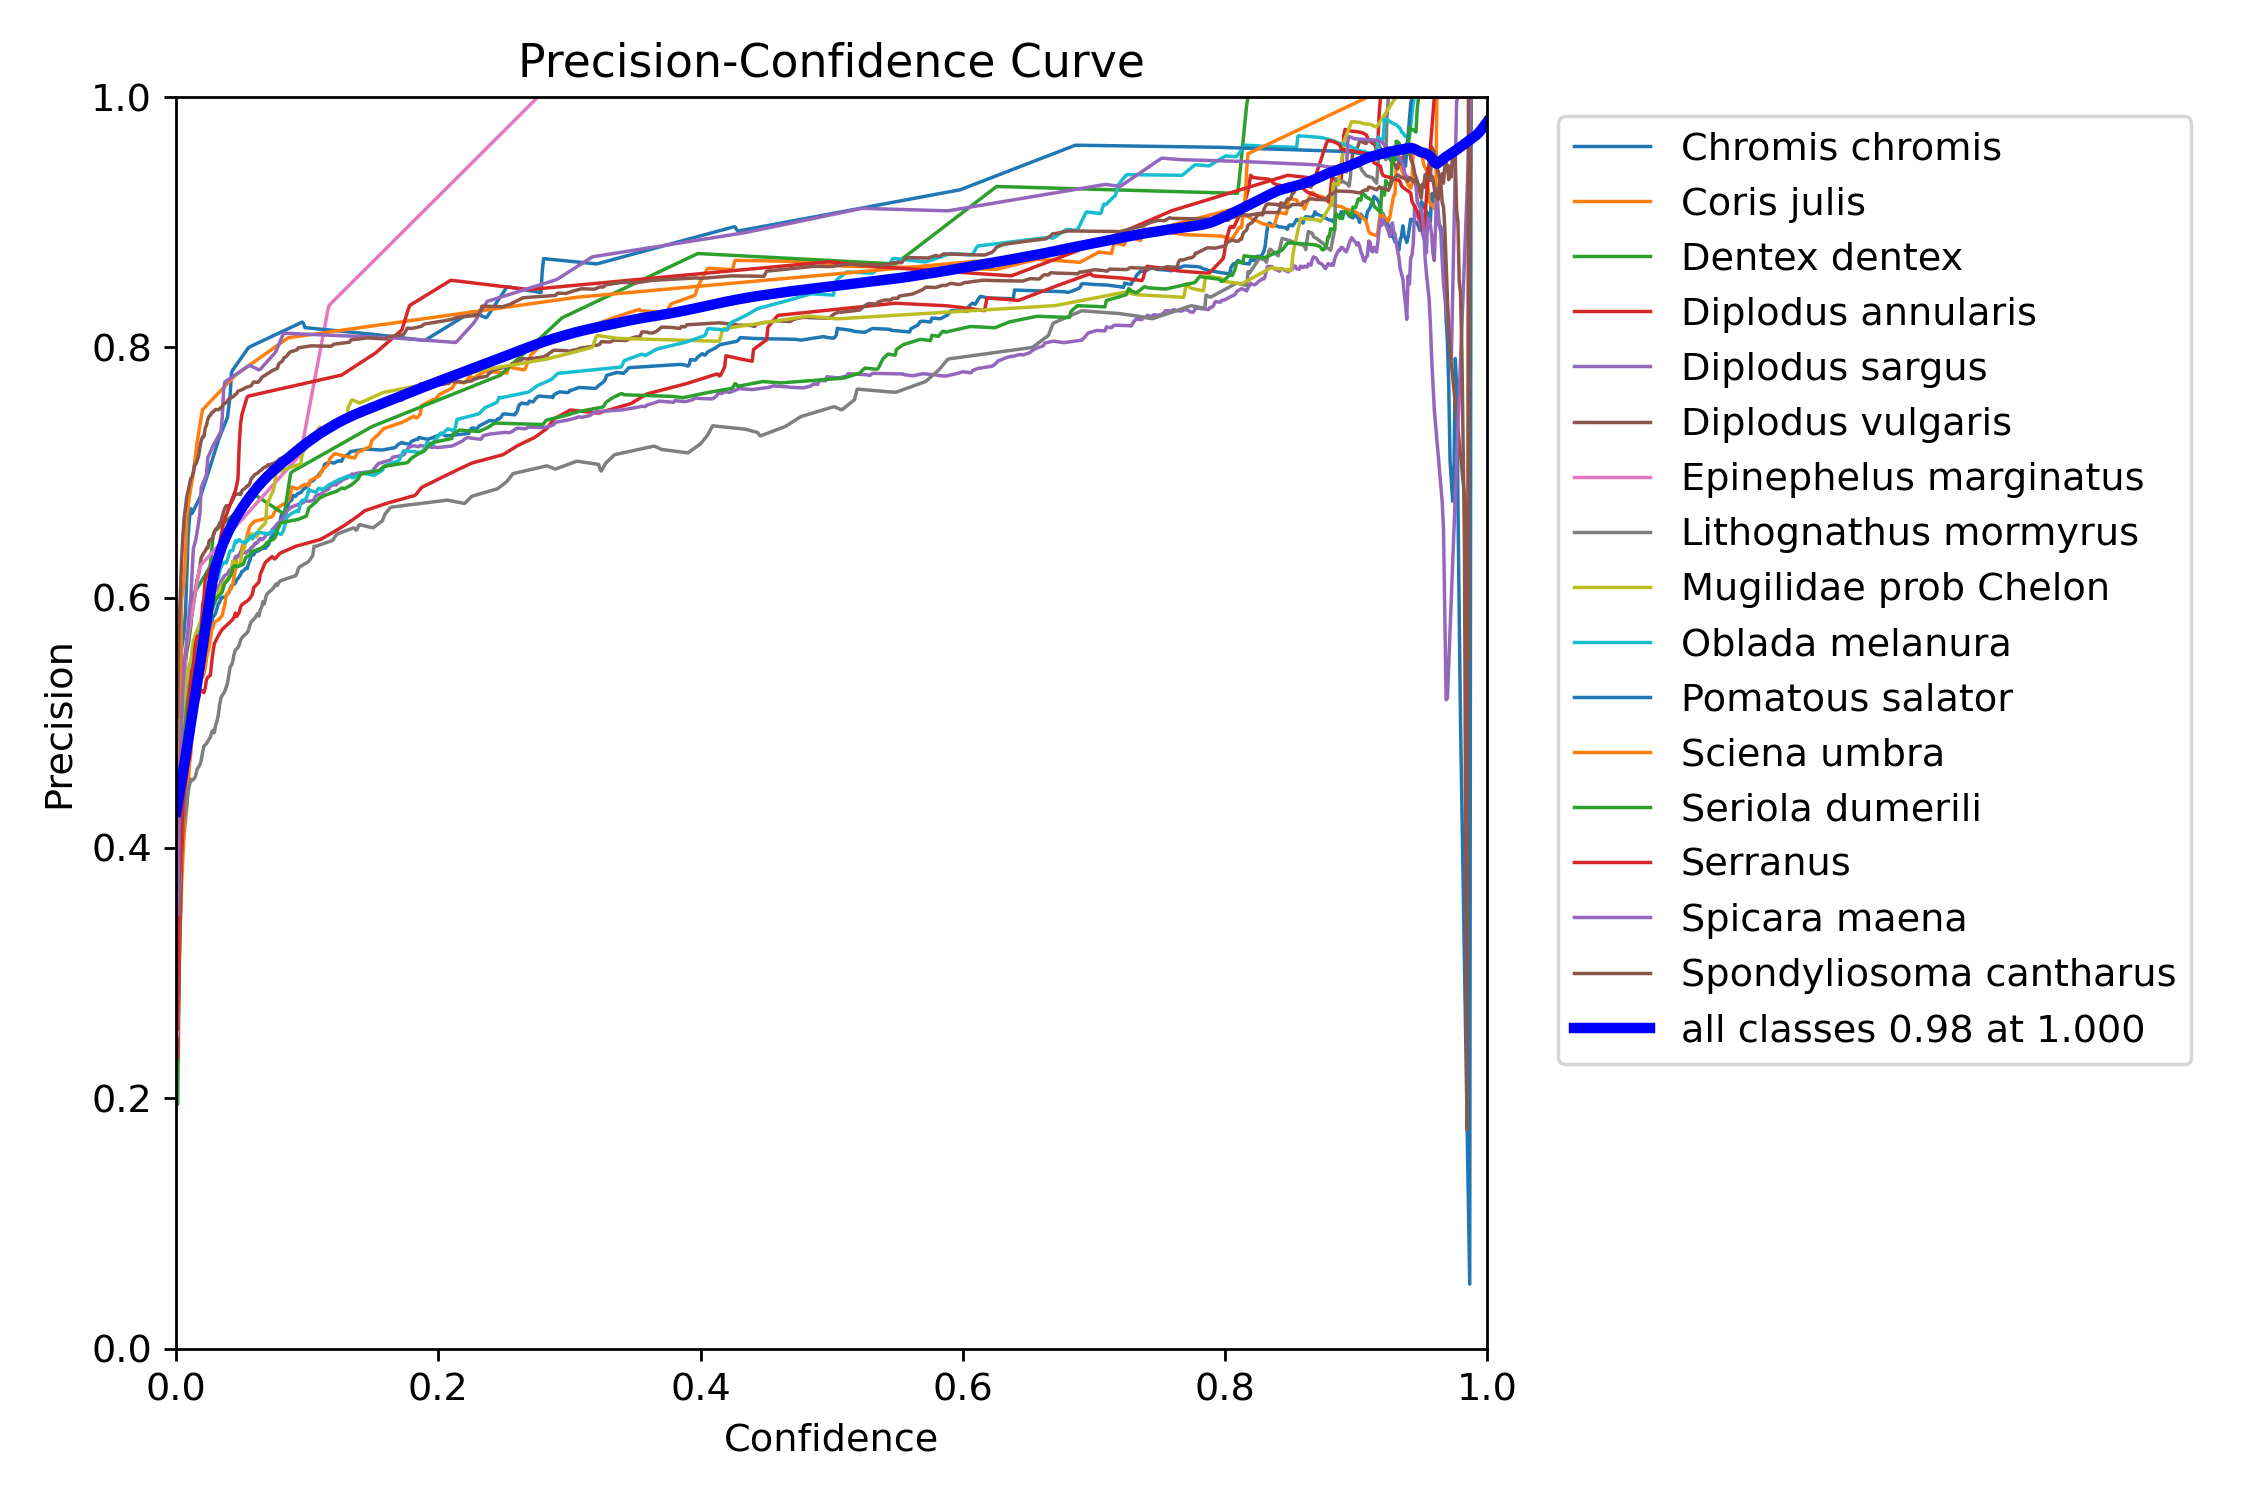 Precision-Confidence Curve
1.0
0.8
0.6
0.4
0.2
0.0
Precision
0.0 0.2 0.4 0.6 0.8 1.0
Confidence
Chromis chromis
Coris julis
Dentex dentex
Diplodus annularis
Diplodus sargus
Diplodus vulgaris
Epinephelus marginatus
Lithognathus mormyrus
Mugilidae prob Chelon
Oblada melanura
Pomatous salator
Sciena umbra
Seriola dumerili
Serranus
Spicara maena
Spondyliosoma cantharus
all classes 0.98 at 1.000